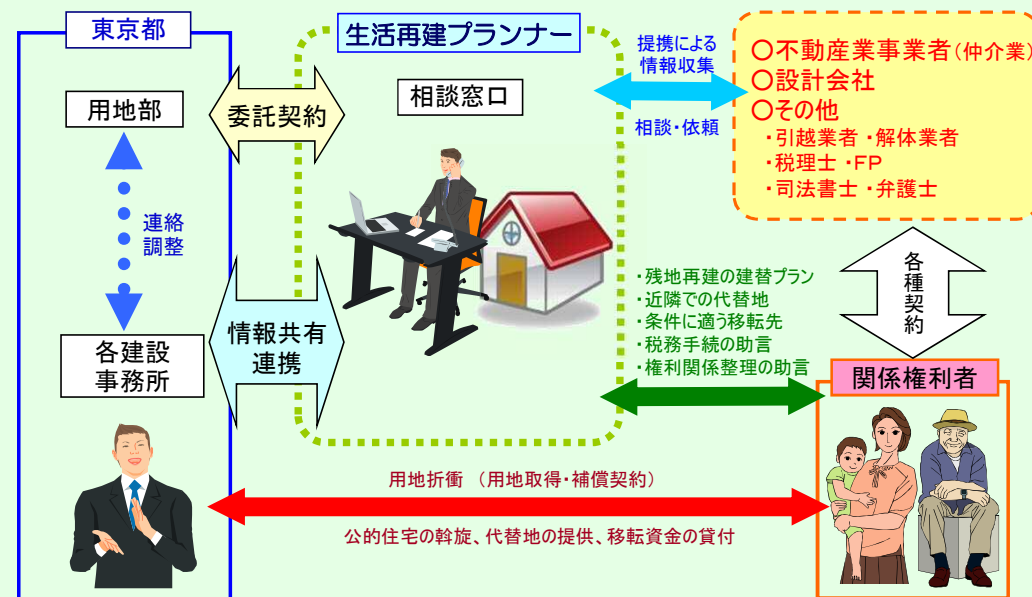 東京都
用地部
連絡
調整
各建設
事務所
委託契約
情報共有
連携
生活再建プランナー
相談窓口
提携による
情報収集
相談・依頼
〇不動産業事業者(仲介業)
〇設計会社
〇その他
・引越業者・解体業者
・税理士・FP
・司法書士・弁護士
各種契約
・残地再建の建替プラン
・近隣での代替地
・条件に適う移転先
・税務手続の助言
・権利関係整理の助言
関係権利者
用地折衝 (用地取得・補償契約)
公的住宅の斡旋、代替地の提供、移転資金の貸付